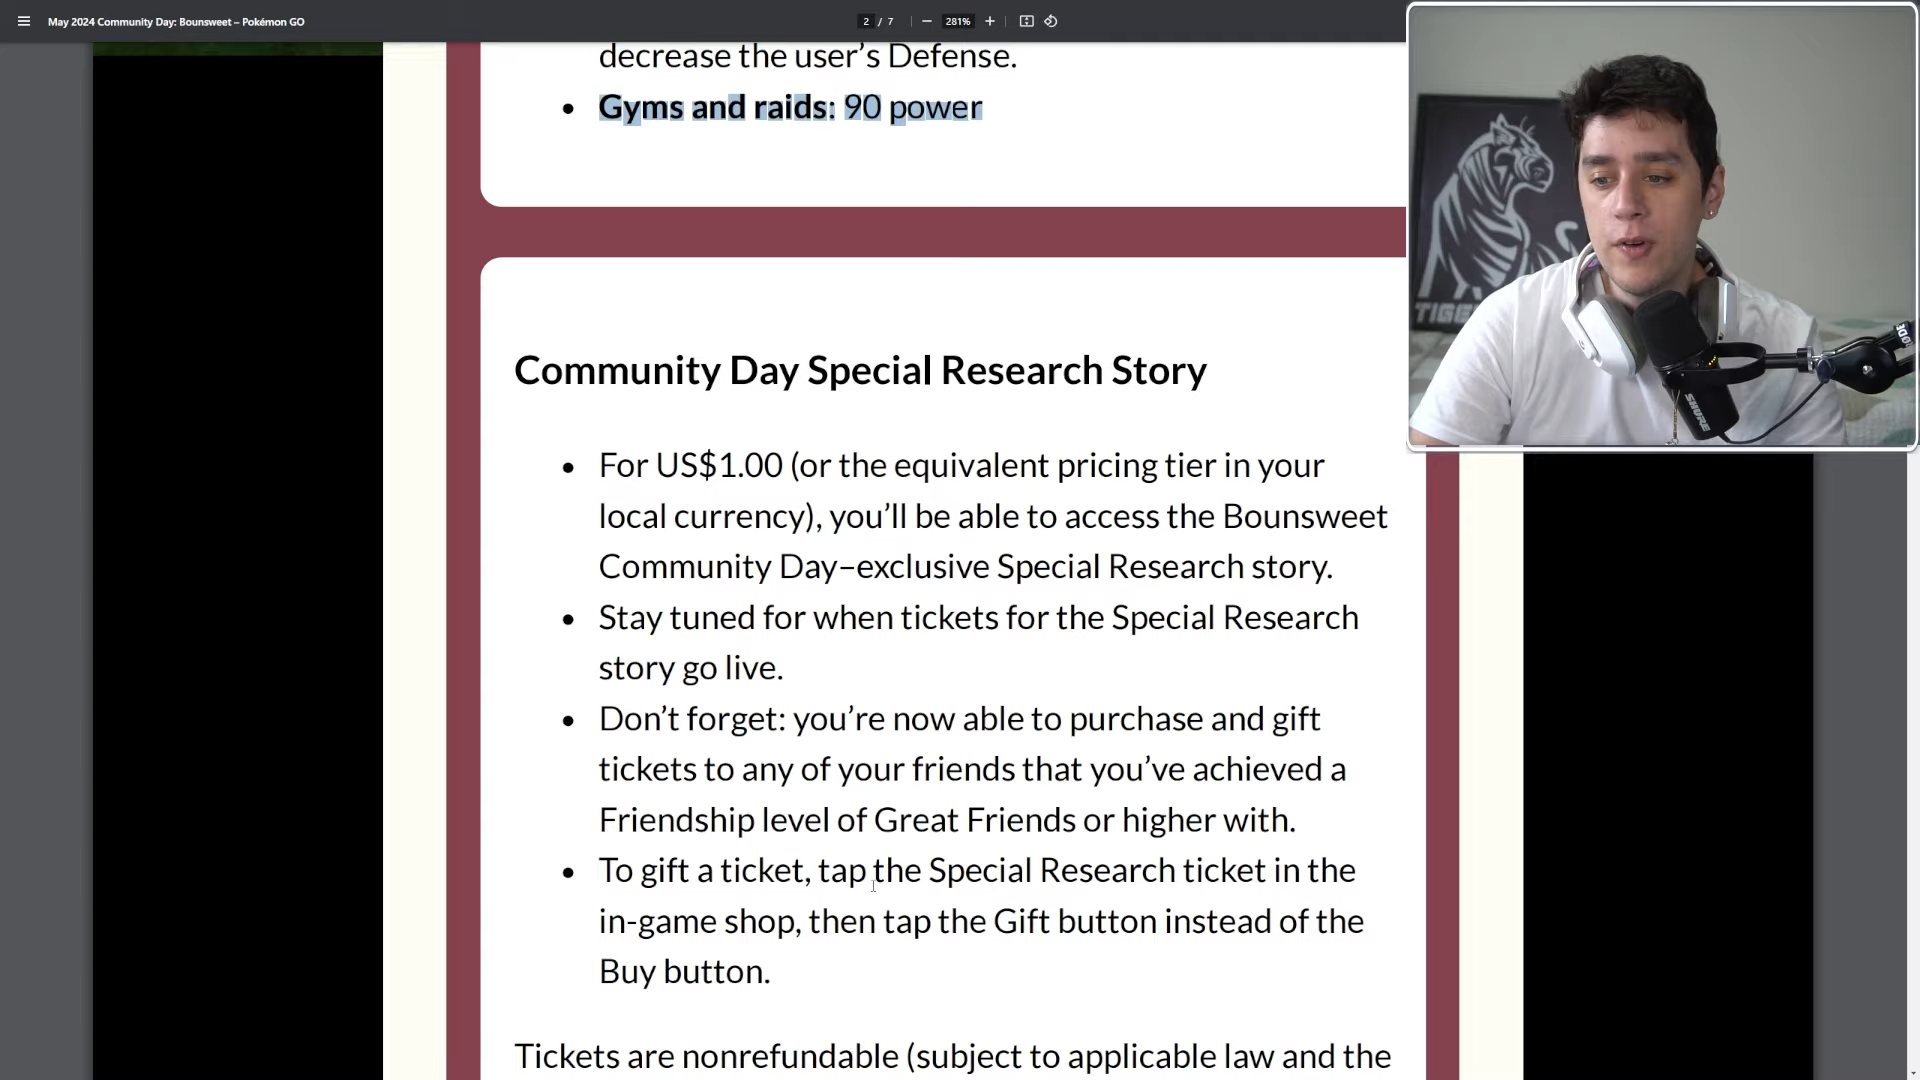 May 2024 Community Day: Bounsweet – Pokémon GO
2 / 7
281%
decrease the user’s Defense.
• Gyms and raids: 90 power
Community Day Special Research Story
• For US$1.00 (or the equivalent pricing tier in your
local currency), you’ll be able to access the Bounsweet
Community Day–exclusive Special Research story.
• Stay tuned for when tickets for the Special Research
story go live.
• Don’t forget: you’re now able to purchase and gift
tickets to any of your friends that you’ve achieved a
Friendship level of Great Friends or higher with.
• To gift a ticket, tap the Special Research ticket in the
in-game shop, then tap the Gift button instead of the
Buy button.
Tickets are nonrefundable (subject to applicable law and the
TIGE
SHURE